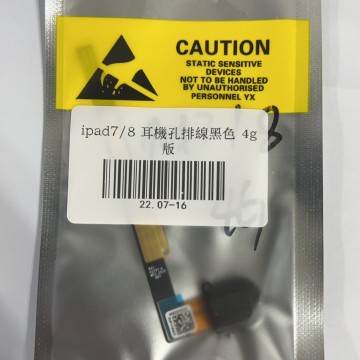 CAUTION
STATIC SENSITIVE
DEVICES
NOT TO BE HANDLED
BY UNAUTHORISED
PERSONNEL YX
ipad7/8 耳機孔排線黑色 4g
版
22.07-16